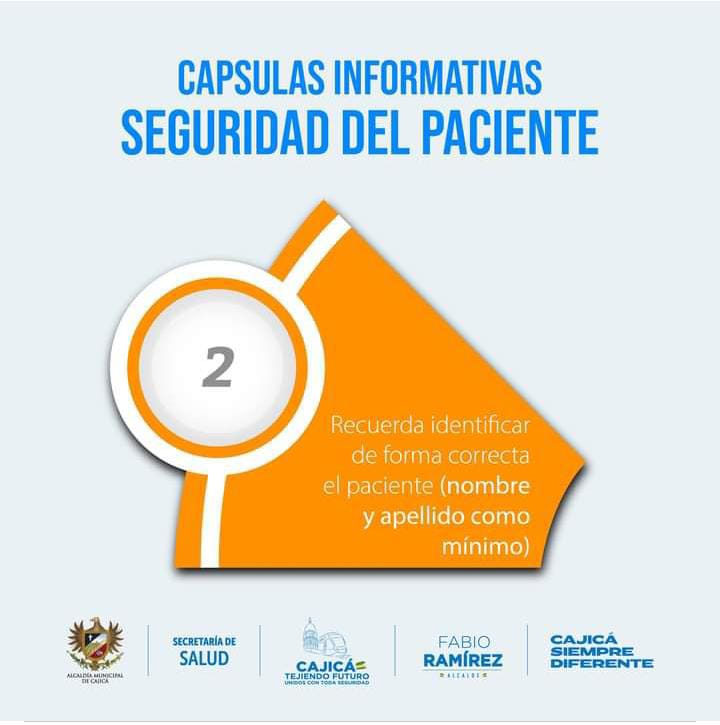 CAPSULAS INFORMATIVAS
SEGURIDAD DEL PACIENTE
2
Recuerda identificar
de forma correcta
el paciente (nombre
y apellido como
mínimo)
ALCALDÍA MUNICIPAL
DE CAJICÁ
SECRETARÍA DE
SALUD
CAJICÁ
TEJIENDO FUTURO
UNIDOS CON TODA SEGURIDAD
FABIO
RAMÍREZ
ALCALDE
CAJICÁ
SIEMPRE
DIFERENTE